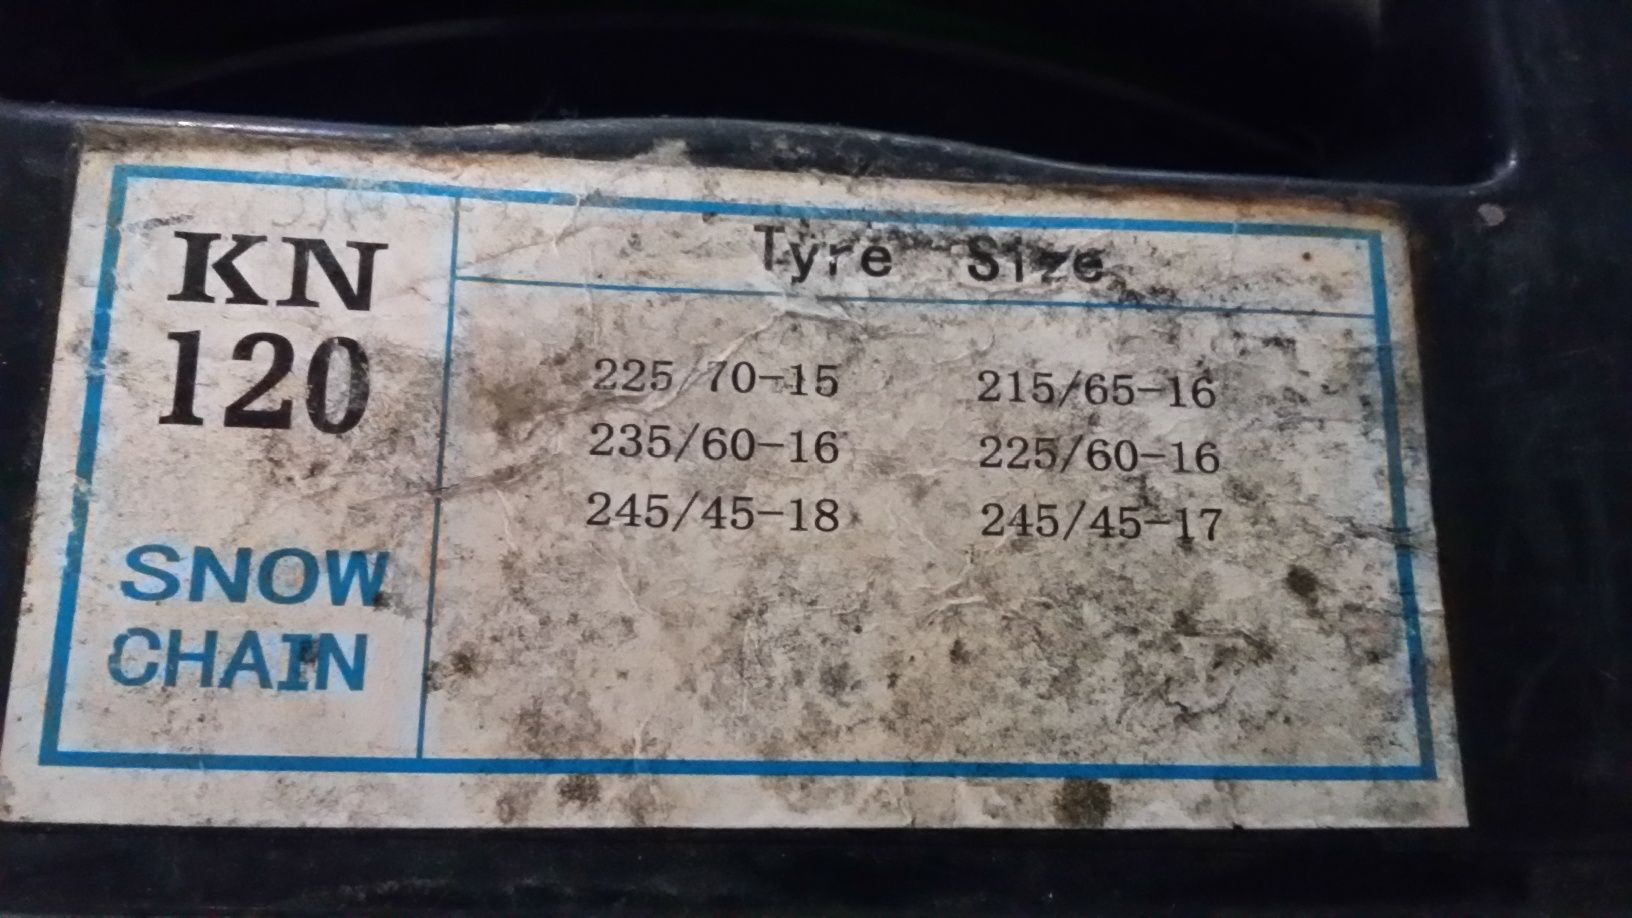 KN
120
SNOW
CHAIN
Tyre Size
225/70-15 215/65-16
235/60-16 225/60-16
245/45-18 245/45-17